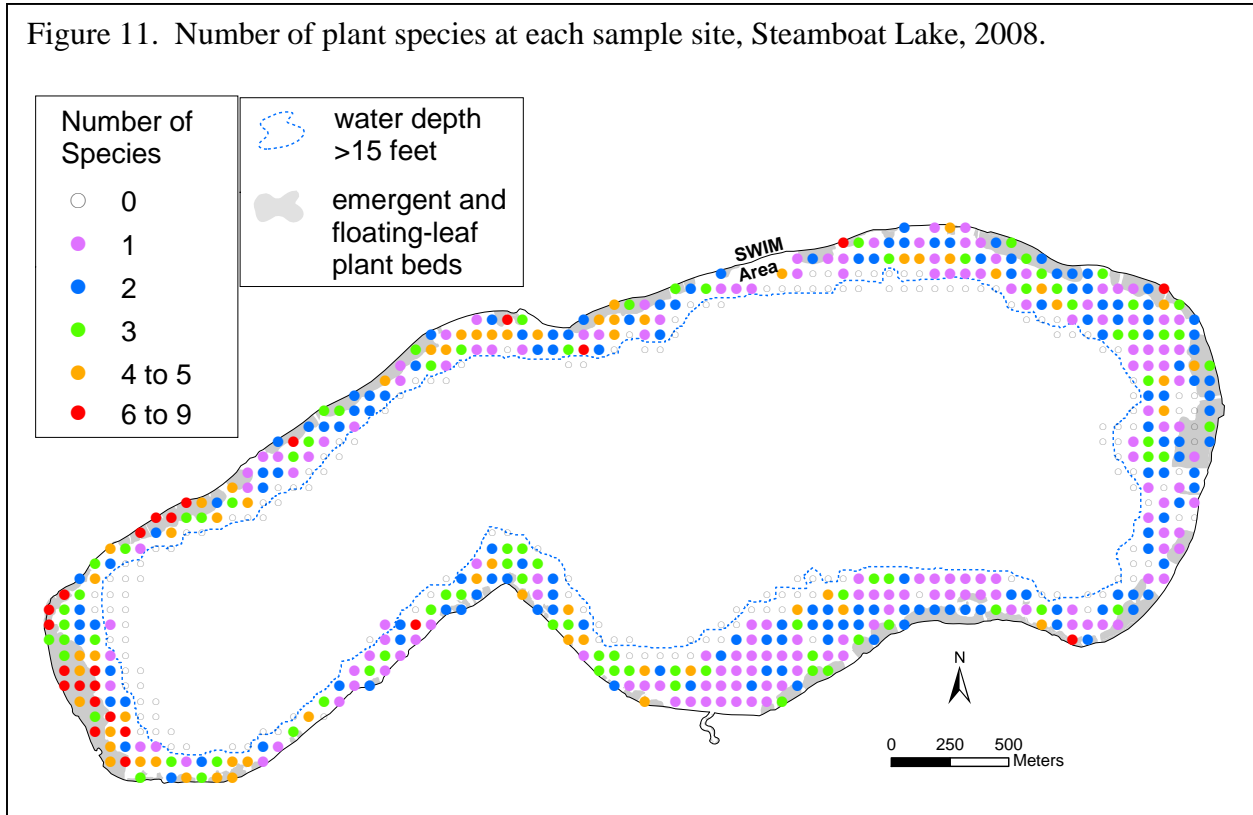 Figure 11. Number of plant species at each sample site, Steamboat Lake, 2008.
Number of
Species
0
1
2
3
4 to 5
6 to 9
water depth
>15 feet
emergent and
floating-leaf
plant beds
SWIM
Area
N
0 250 500
Meters